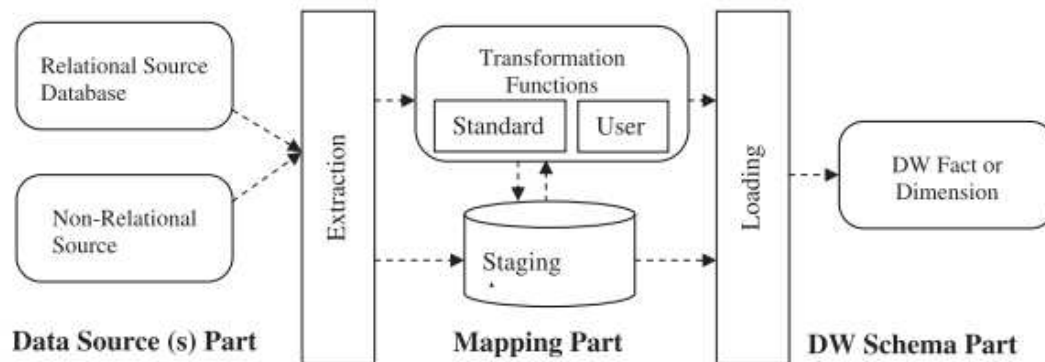 Relational Source
Database
Non-Relational
Source
Extraction
Transformation
Functions
Standard
User
Staging
Loading
DW Fact or
Dimension
Data Source (s) Part
Mapping Part
DW Schema Part